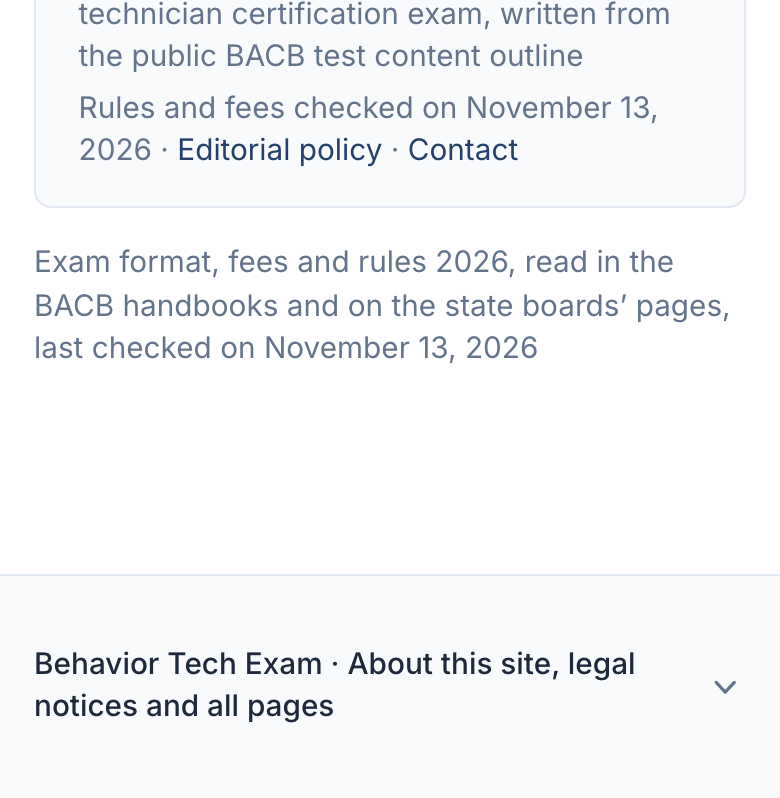 technician certification exam, written from
the public BACB test content outline
Rules and fees checked on November 13,
2026 · Editorial policy · Contact
Exam format, fees and rules 2026, read in the
BACB handbooks and on the state boards’ pages,
last checked on November 13, 2026
Behavior Tech Exam · About this site, legal
notices and all pages